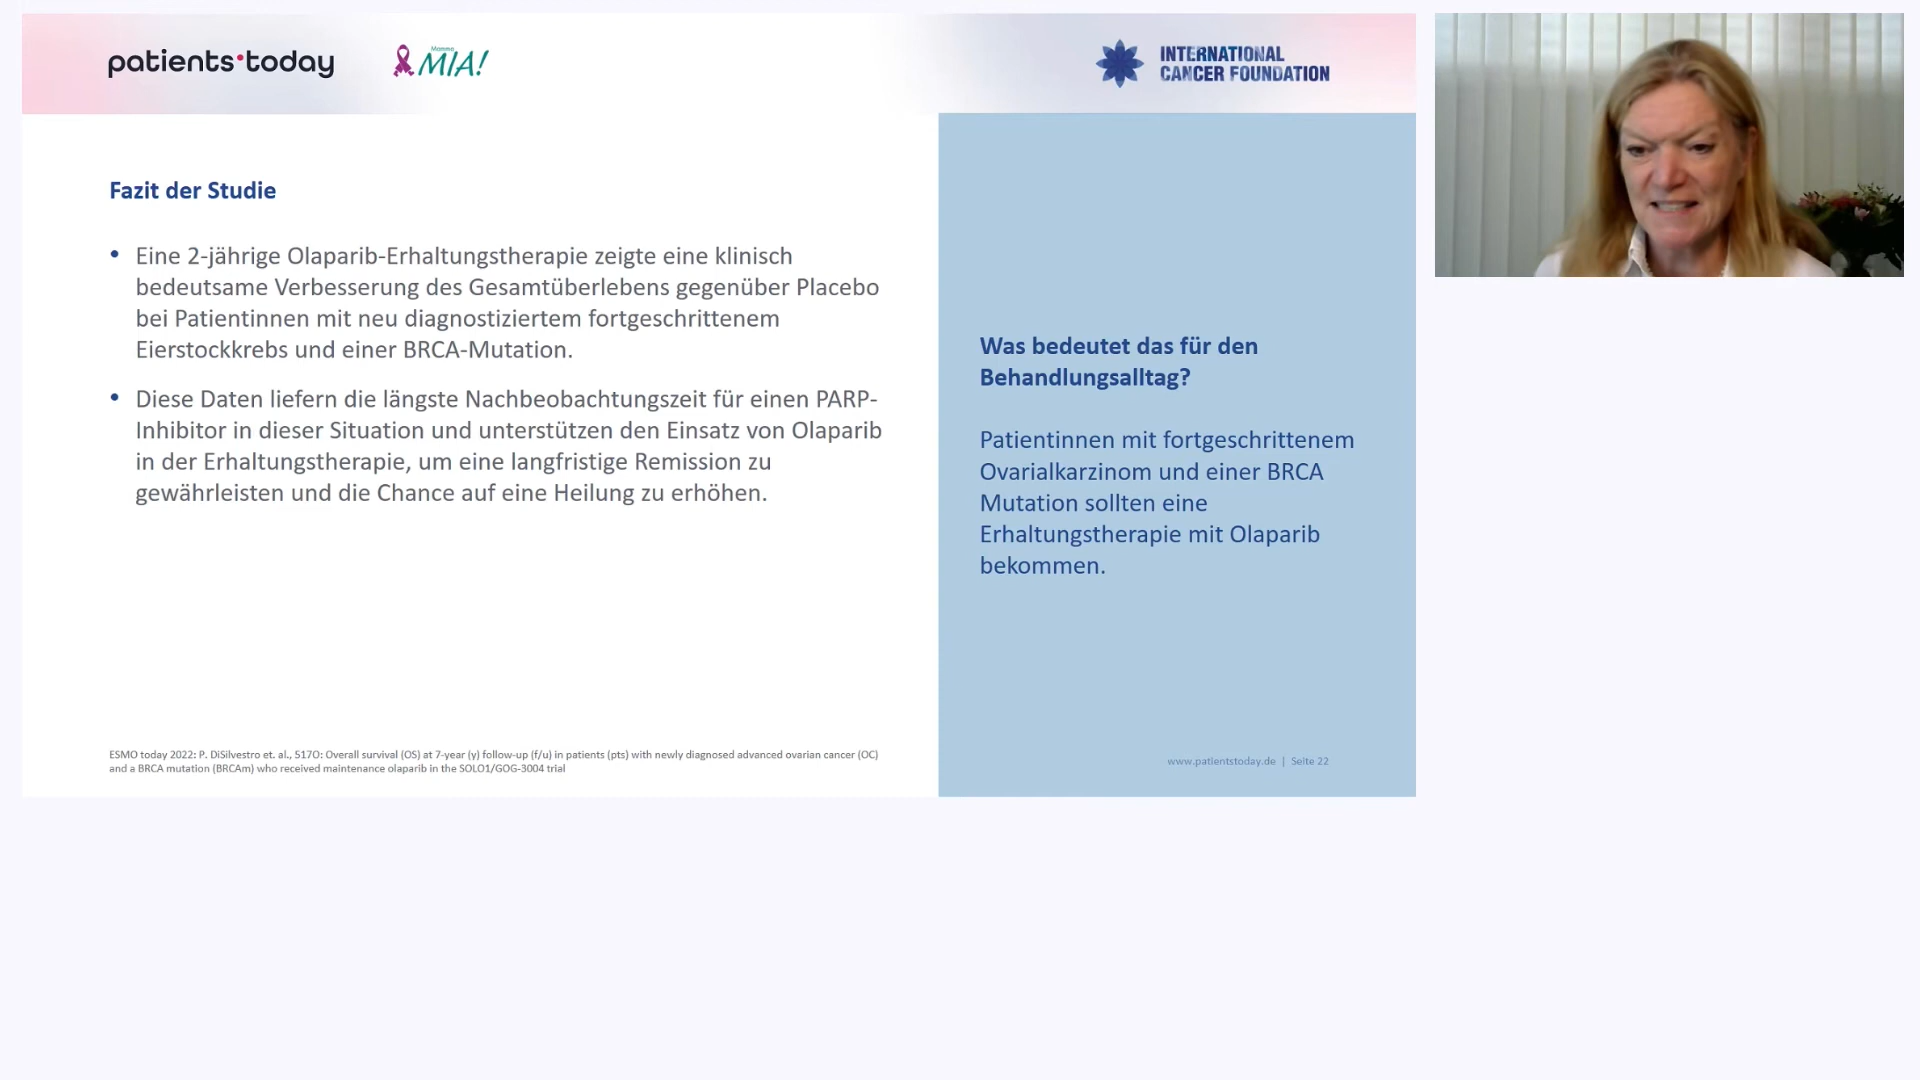 patients•today
Mamma
MIA!
INTERNATIONAL
CANCER FOUNDATION
Fazit der Studie
• Eine 2-jährige Olaparib-Erhaltungstherapie zeigte eine klinisch
bedeutsame Verbesserung des Gesamtüberlebens gegenüber Placebo
bei Patientinnen mit neu diagnostiziertem fortgeschrittenem
Eierstockkrebs und einer BRCA-Mutation.
• Diese Daten liefern die längste Nachbeobachtungszeit für einen PARP-
Inhibitor in dieser Situation und unterstützen den Einsatz von Olaparib
in der Erhaltungstherapie, um eine langfristige Remission zu
gewährleisten und die Chance auf eine Heilung zu erhöhen.
Was bedeutet das für den
Behandlungsalltag?
Patientinnen mit fortgeschrittenem
Ovarialkarzinom und einer BRCA
Mutation sollten eine
Erhaltungstherapie mit Olaparib
bekommen.
ESMO today 2022: P. DiSilvestro et. al., 517O: Overall survival (OS) at 7-year (y) follow-up (f/u) in patients (pts) with newly diagnosed advanced ovarian cancer (OC)
and a BRCA mutation (BRCAm) who received maintenance olaparib in the SOLO1/GOG-3004 trial
www.patientstoday.de | Seite 22